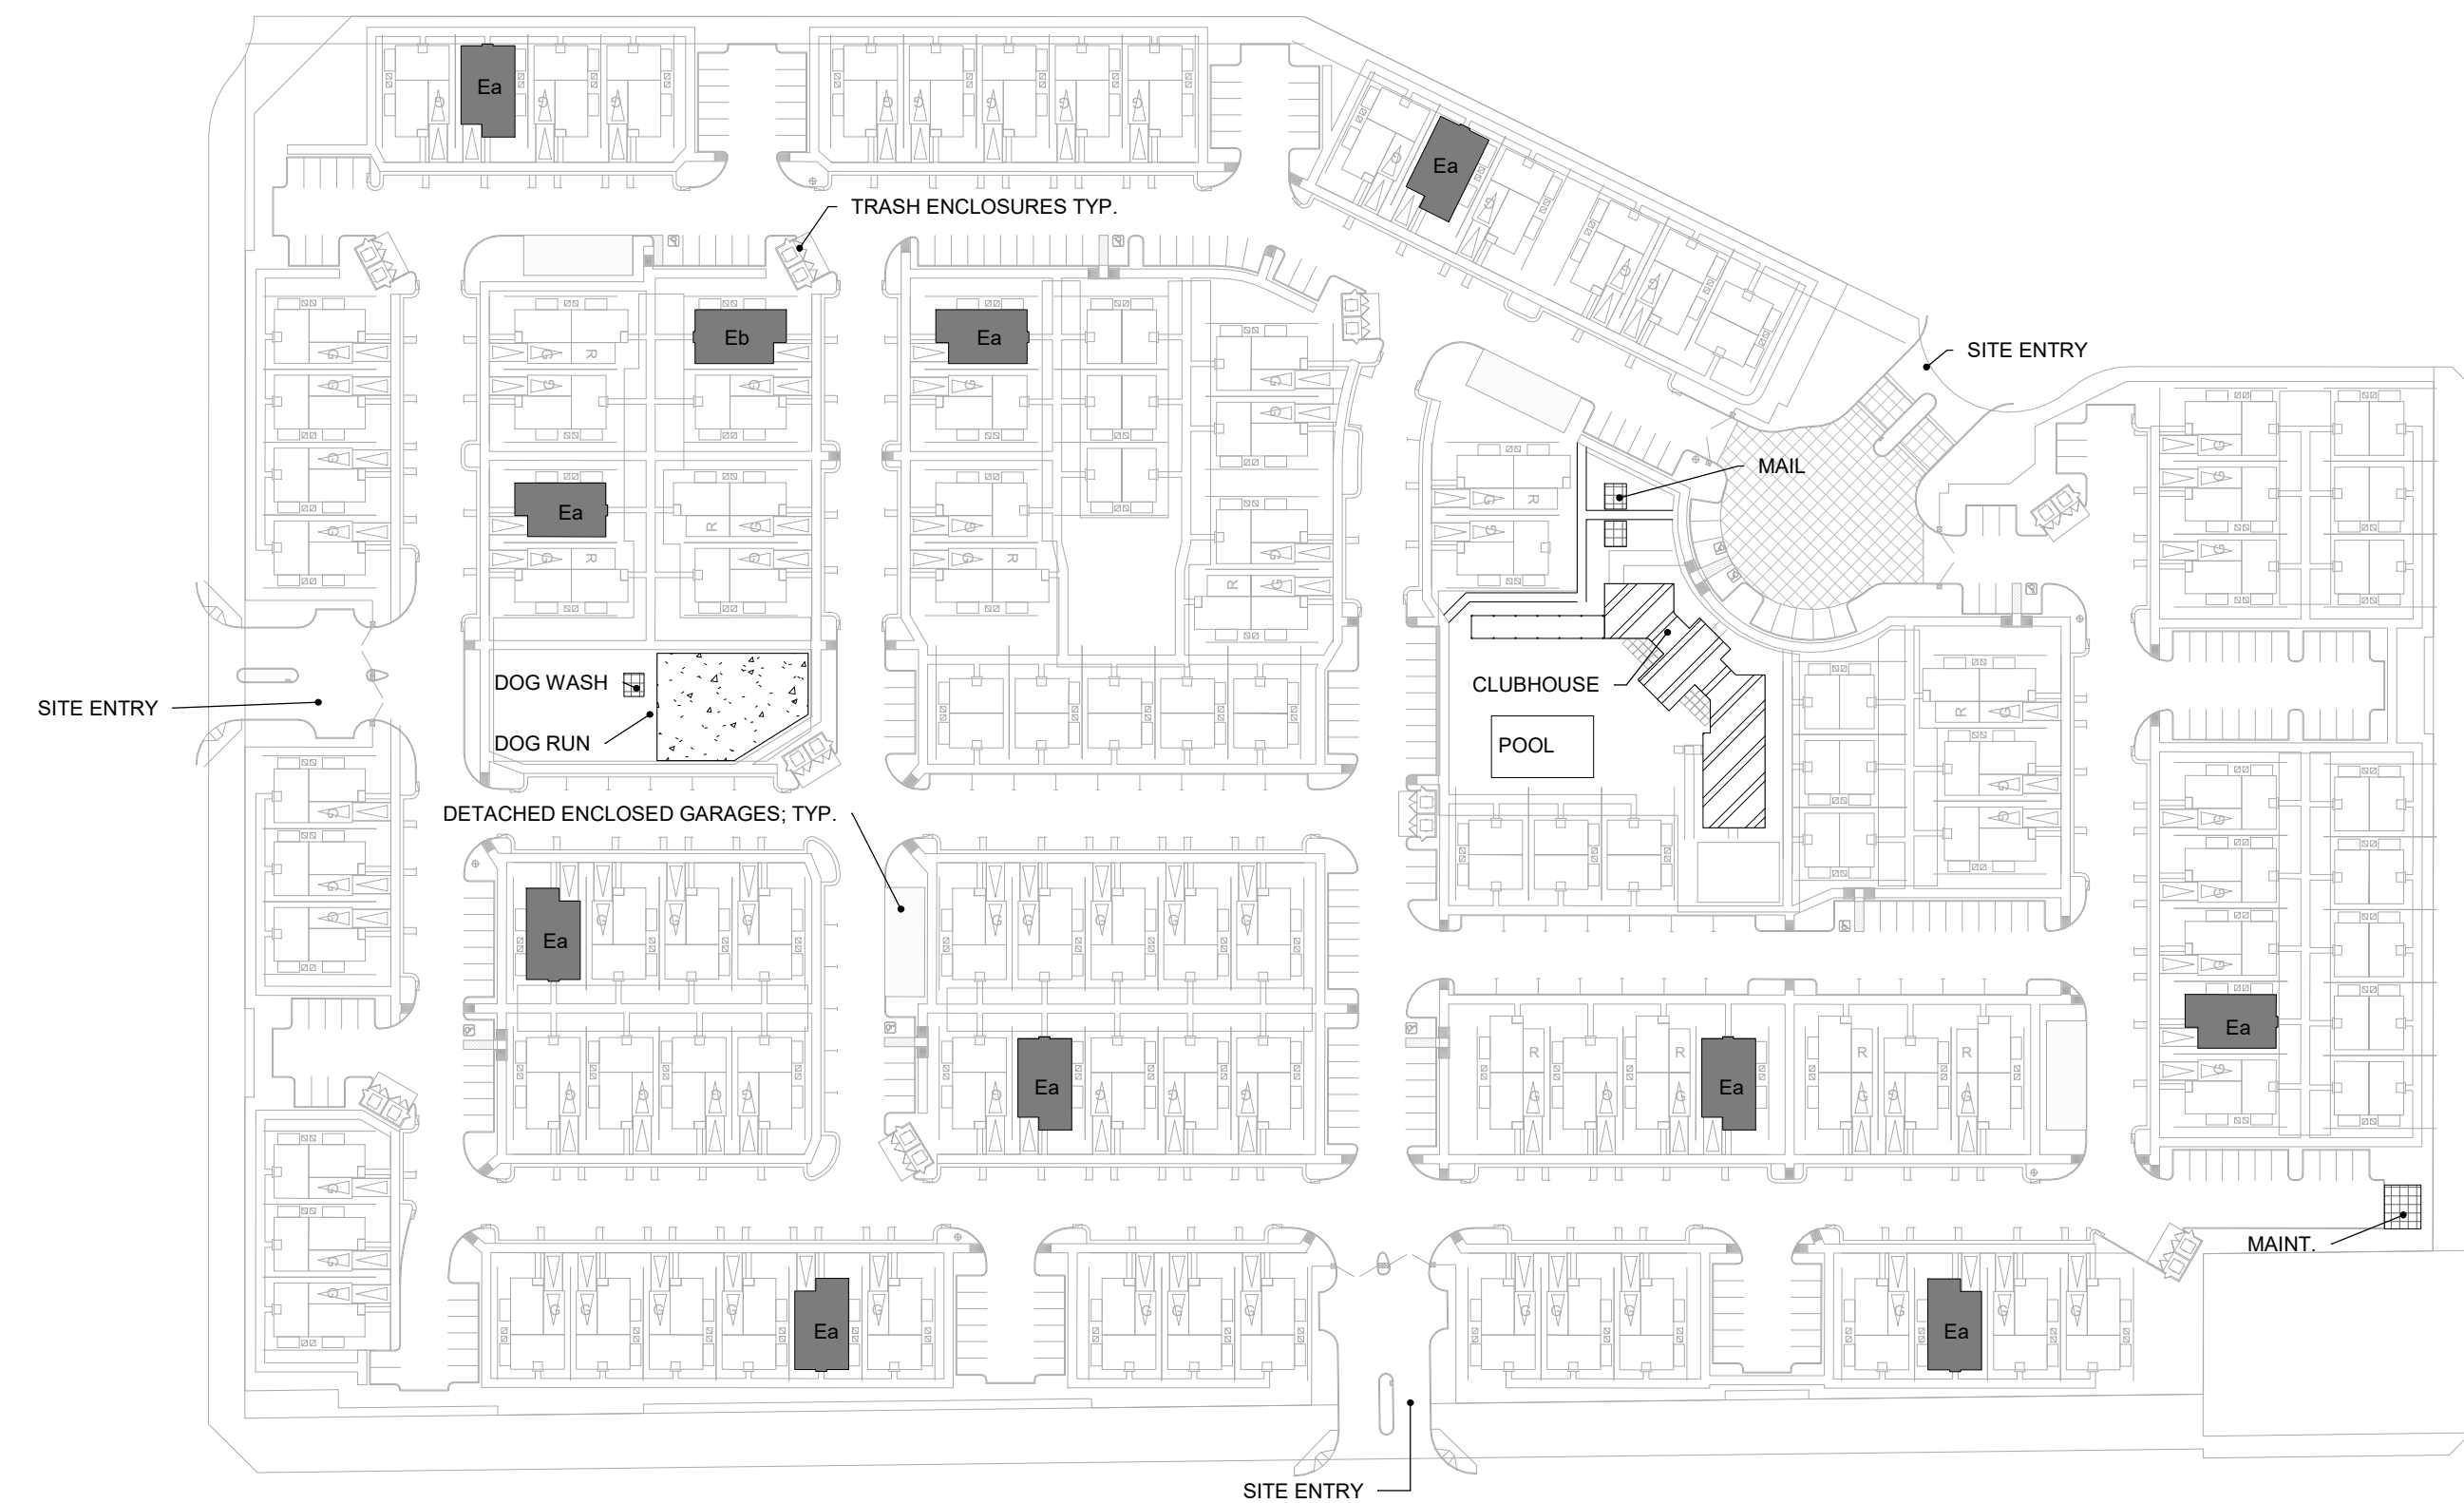 Ea
Ea
TRASH ENCLOSURES TYP.
Eb
Ea
SITE ENTRY
MAIL
Ea
DOG WASH
CLUBHOUSE
SITE ENTRY
DOG RUN
POOL
DETACHED ENCLOSED GARAGES; TYP.
Ea
Ea
Ea
Ea
MAINT.
Ea
Ea
SITE ENTRY